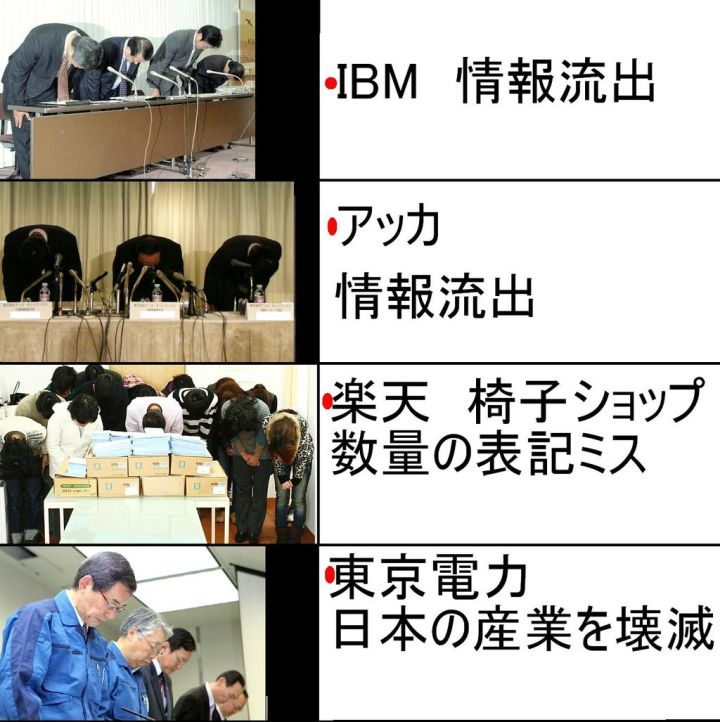 ・IBM 情報流出
・アッカ
情報流出
・楽天 椅子ショップ
数量の表記ミス
・東京電力
日本の産業を壊滅